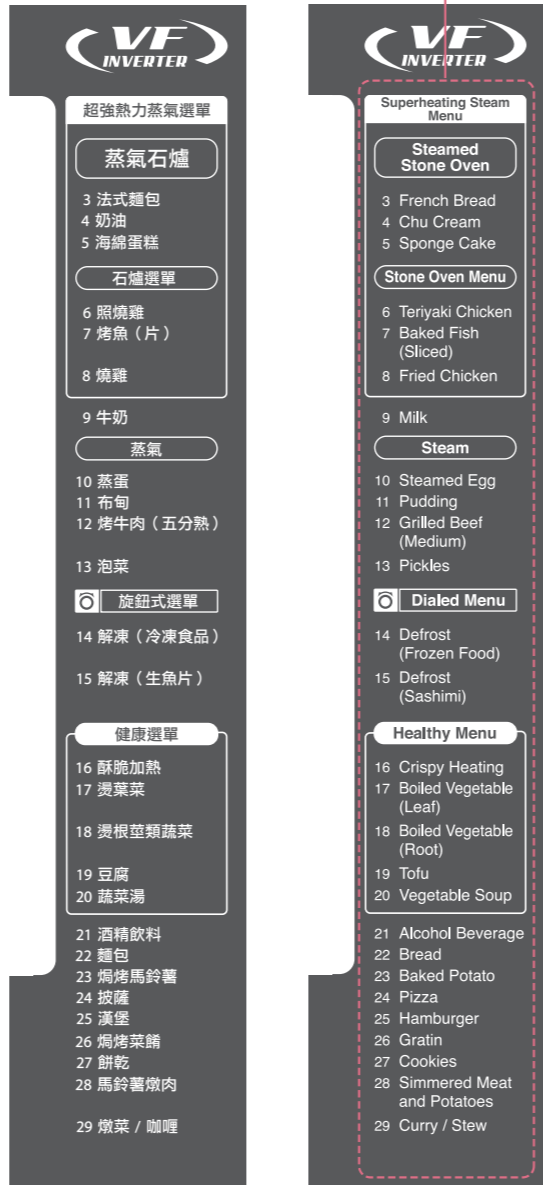 VF
INVERTER
超強熱力蒸氣選單
蒸氣石爐
3 法式麵包
4 奶油
5 海綿蛋糕
石爐選單
6 照燒雞
7 烤魚（片）
8 燒雞
9 牛奶
蒸氣
10 蒸蛋
11 布甸
12 烤牛肉（五分熟）
13 泡菜
旋鈕式選單
14 解凍（冷凍食品）
15 解凍（生魚片）
健康選單
16 酥脆加熱
17 燙葉菜
18 燙根莖類蔬菜
19 豆腐
20 蔬菜湯
21 酒精飲料
22 麵包
23 焗烤馬鈴薯
24 披薩
25 漢堡
26 焗烤菜餚
27 餅乾
28 馬鈴薯燉肉
29 燉菜 / 咖喱
VF
INVERTER
Superheating Steam
Menu
Steamed
Stone Oven
3 French Bread
4 Chu Cream
5 Sponge Cake
Stone Oven Menu
6 Teriyaki Chicken
7 Baked Fish
(Sliced)
8 Fried Chicken
9 Milk
Steam
10 Steamed Egg
11 Pudding
12 Grilled Beef
(Medium)
13 Pickles
Dialed Menu
14 Defrost
(Frozen Food)
15 Defrost
(Sashimi)
Healthy Menu
16 Crispy Heating
17 Boiled Vegetable
(Leaf)
18 Boiled Vegetable
(Root)
19 Tofu
20 Vegetable Soup
21 Alcohol Beverage
22 Bread
23 Baked Potato
24 Pizza
25 Hamburger
26 Gratin
27 Cookies
28 Simmered Meat
and Potatoes
29 Curry / Stew